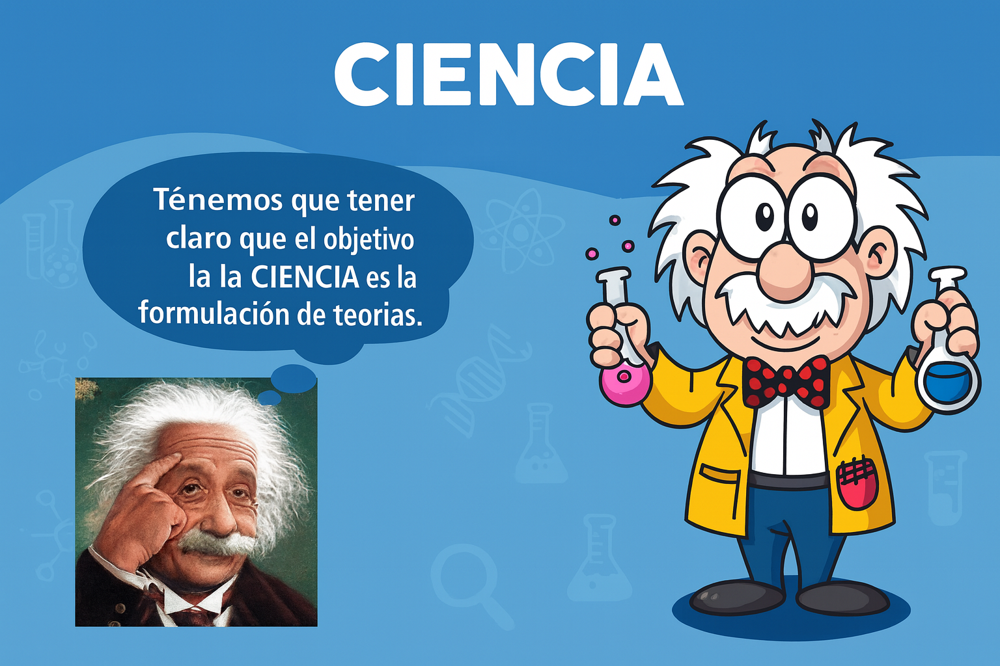 CIENCIA
Ténemos que tener
claro que el objetivo
la la CIENCIA es la
formulación de teorias.